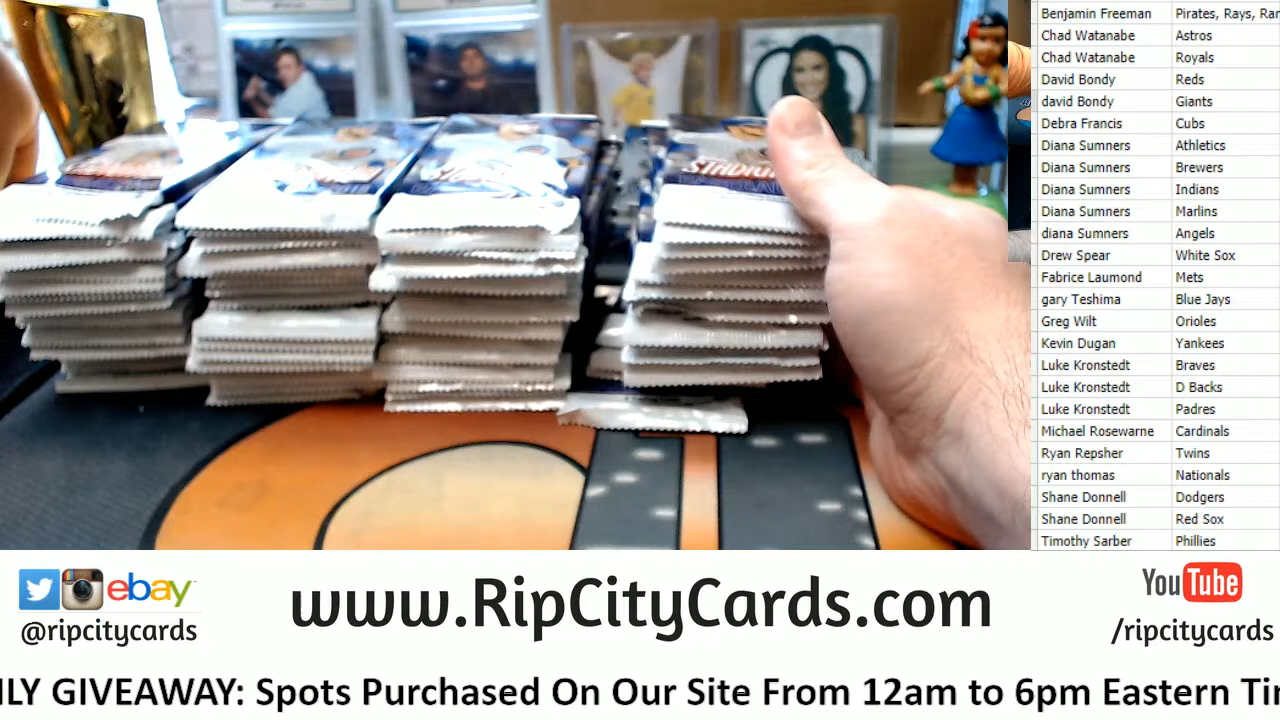 Benjamin Freeman Pirates, Rays, Ran
Chad Watanabe Astros
Chad Watanabe Royals
David Bondy Reds
david Bondy Giants
Debra Francis Cubs
Diana Sumners Athletics
Diana Sumners Brewers
Diana Sumners Indians
Diana Sumners Marlins
diana Sumners Angels
Drew Spear White Sox
Fabrice Laumond Mets
gary Teshima Blue Jays
Greg Wilt Orioles
Kevin Dugan Yankees
Luke Kronstedt Braves
Luke Kronstedt D Backs
Luke Kronstedt Padres
Michael Rosewarne Cardinals
Ryan Repsher Twins
ryan thomas Nationals
Shane Donnell Dodgers
Shane Donnell Red Sox
Timothy Sarber Phillies
STADIUM
ebay
@ripcitycards
www.RipCityCards.com
YouTube
/ripcitycards
ILY GIVEAWAY: Spots Purchased On Our Site From 12am to 6pm Eastern Tim